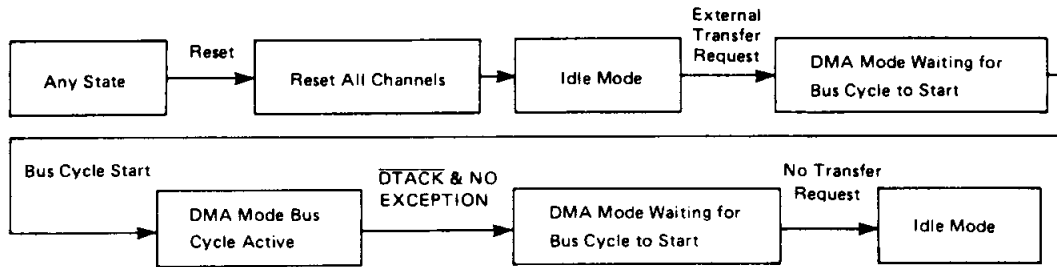 External
Transfer
Request
Reset
Any State
Reset All Channels
Idle Mode
DMA Mode Waiting for
Bus Cycle to Start
Bus Cycle Start
DTACK & NO
EXCEPTION
No Transfer
Request
DMA Mode Bus
Cycle Active
DMA Mode Waiting for
Bus Cycle to Start
Idle Mode